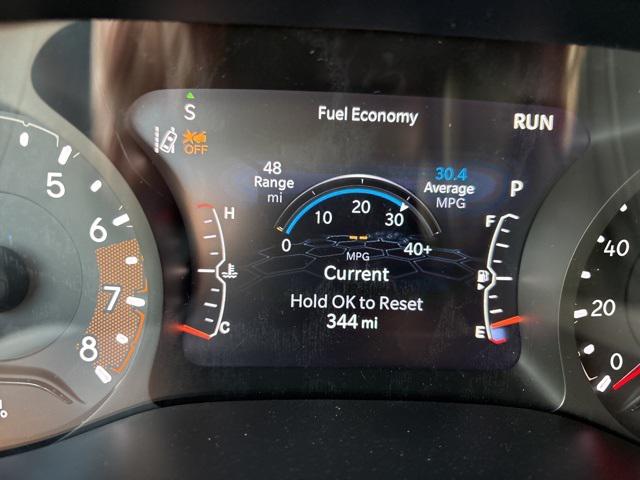 S
Fuel Economy
RUN
OFF
48
Range
mi
30.4
Average
MPG
P
H
C
F
E
0
10
20
30
40+
MPG
Current
Hold OK to Reset
344 mi
5
6
7
8
%
40
20
0